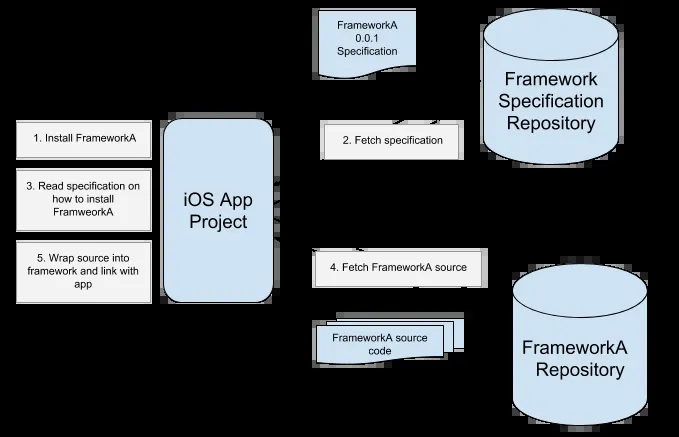 FrameworkA
0.0.1
Specification
Framework
Specification
Repository
1. Install FrameworkA
2. Fetch specification
3. Read specification on
how to install
FramweorkA
iOS App
Project
5. Wrap source into
framework and link with
app
4. Fetch FrameworkA source
FrameworkA source
code
FrameworkA
Repository